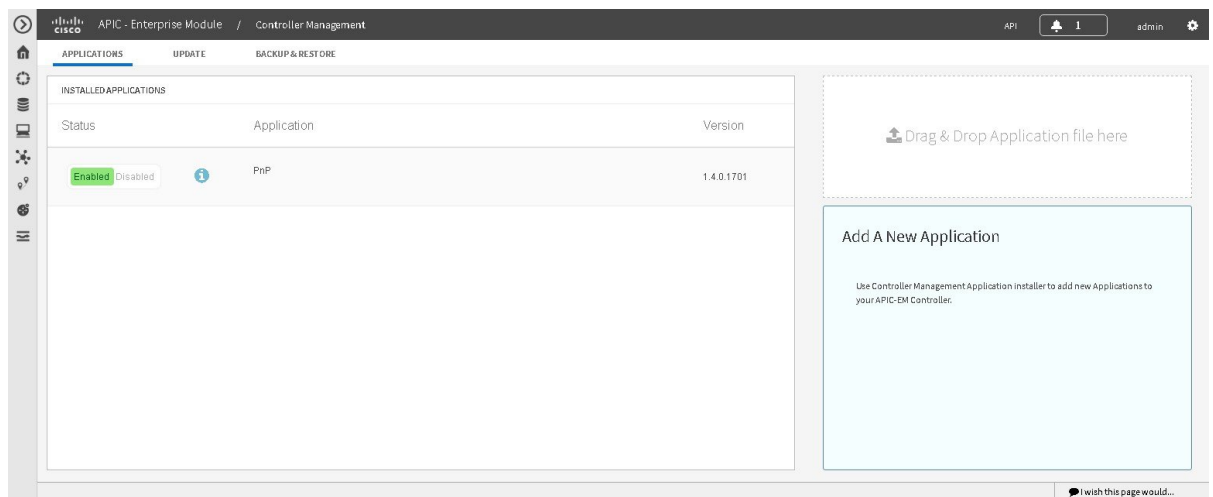 CISCO APIC - Enterprise Module / Controller Management API 1 admin
APPLICATIONS UPDATE BACKUP & RESTORE
INSTALLED APPLICATIONS
Status Application Version
Enabled Disabled PnP 1.4.0.1701
Drag & Drop Application file here
Add A New Application
Use Controller Management Application installer to add new Applications to
your APIC-EM Controller.
I wish this page would...